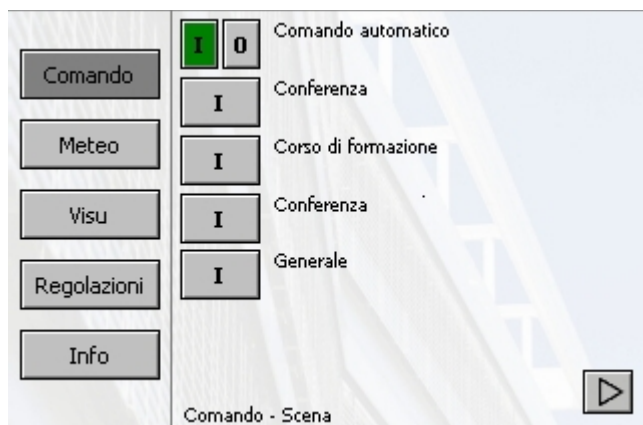 Comando
Meteo
Visu
Regolazioni
Info
I 0 Comando automatico
I Conferenza
I Corso di formazione
I Conferenza
I Generale
Comando - Scena